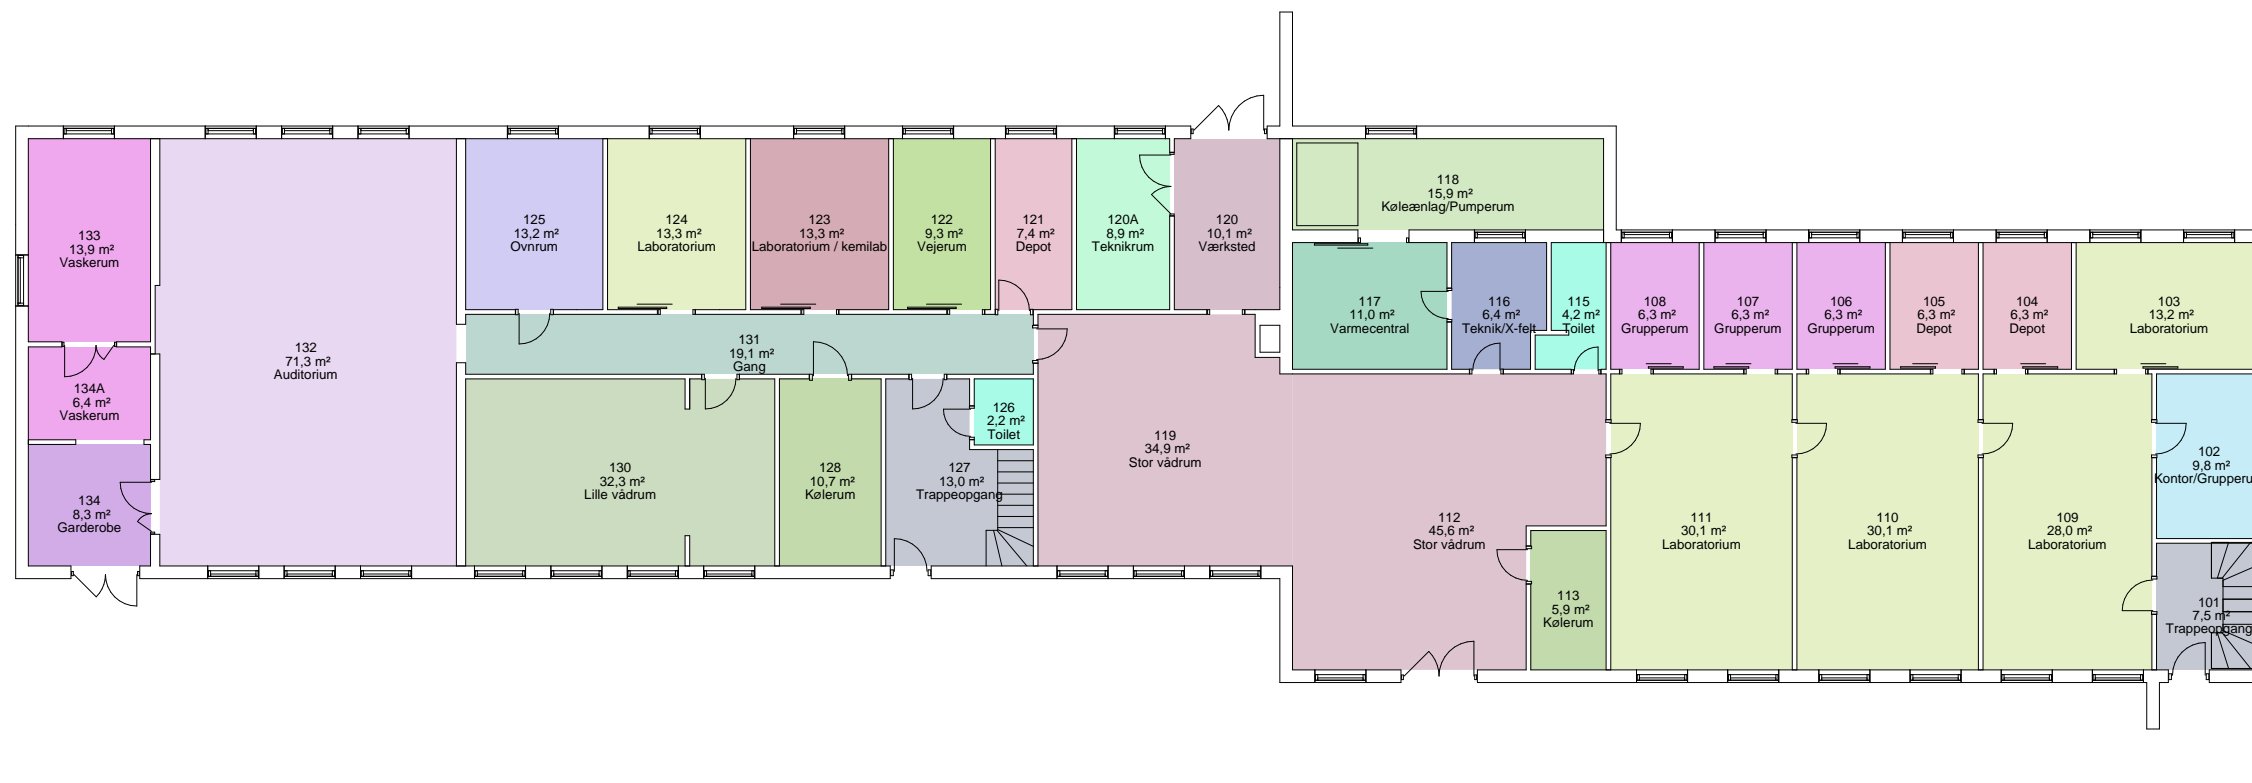 133
13,9 m²
Vaskerum
134A
6,4 m²
Vaskerum
134
8,3 m²
Garderobe
132
71,3 m²
Auditorium
125
13,2 m²
Ovnrum
124
13,3 m²
Laboratorium
123
13,3 m²
Laboratorium / kemilab
122
9,3 m²
Vejerum
121
7,4 m²
Depot
120A
8,9 m²
Teknikrum
120
10,1 m²
Værksted
131
19,1 m²
Gang
130
32,3 m²
Lille vådrum
128
10,7 m²
Kølerum
127
13,0 m²
Trappeopgang
126
2,2 m²
Toilet
119
34,9 m²
Stor vådrum
118
15,9 m²
Køleænlag/Pumperum
117
11,0 m²
Varmecentral
116
6,4 m²
Teknik/X-felt
115
4,2 m²
Toilet
112
45,6 m²
Stor vådrum
113
5,9 m²
Kølerum
108
6,3 m²
Grupperum
107
6,3 m²
Grupperum
106
6,3 m²
Grupperum
105
6,3 m²
Depot
104
6,3 m²
Depot
103
13,2 m²
Laboratorium
111
30,1 m²
Laboratorium
110
30,1 m²
Laboratorium
109
28,0 m²
Laboratorium
102
9,8 m²
Kontor/Grupperu
101
7,5 m²
Trappeopgang